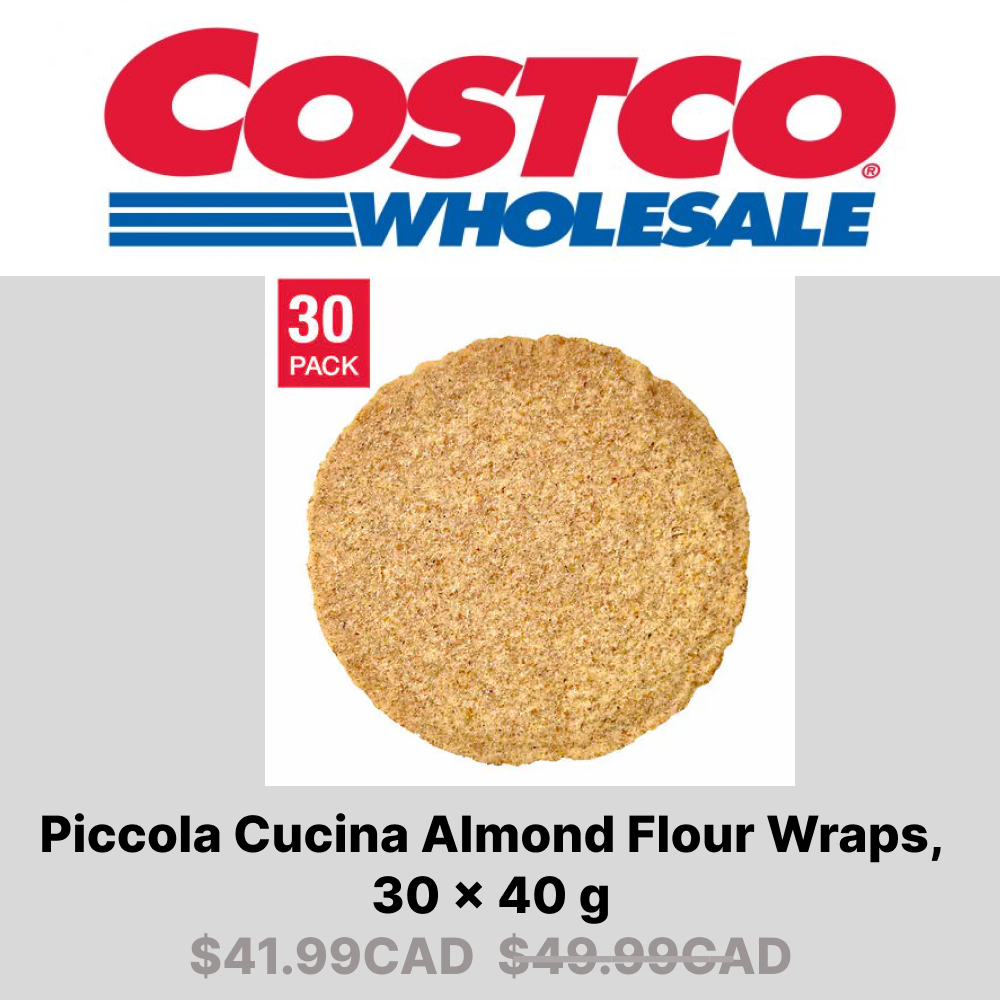 COSTCO®
WHOLESALE
30
PACK
Piccola Cucina Almond Flour Wraps,
30 × 40 g
$41.99CAD $49.99CAD